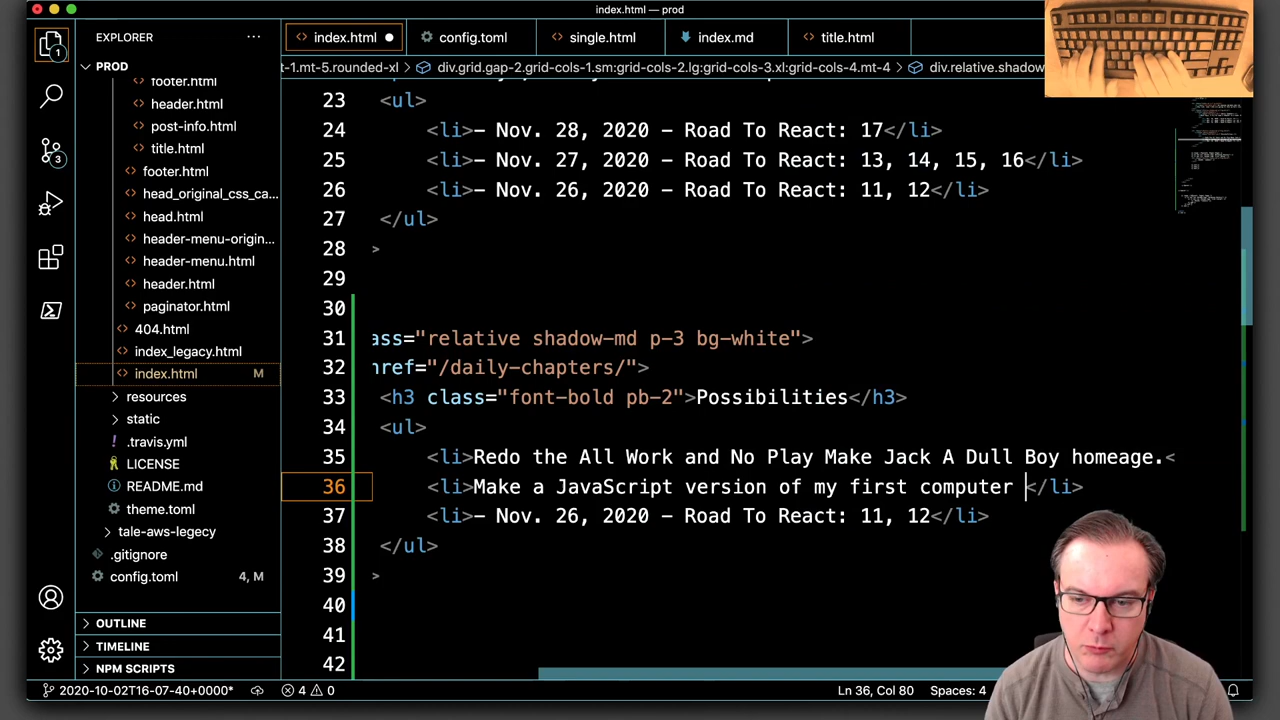 index.html — prod
EXPLORER
index.html
config.toml
single.html
index.md
title.html
PROD
t-1.mt-5.rounded-xl > div.grid.gap-2.grid-cols-1.sm:grid-cols-2.lg:grid-cols-3.xl:grid-cols-4.mt-4 > div.relative.shadow
footer.html
header.html
post-info.html
title.html
footer.html
head_original_css_ca...
head.html
header-menu-origin...
header-menu.html
header.html
paginator.html
404.html
index_legacy.html
index.html M
resources
static
.travis.yml
LICENSE
README.md
theme.toml
tale-aws-legacy
.gitignore
config.toml 4, M
OUTLINE
TIMELINE
NPM SCRIPTS
23 <ul>
24 <li>- Nov. 28, 2020 - Road To React: 17</li>
25 <li>- Nov. 27, 2020 - Road To React: 13, 14, 15, 16</li>
26 <li>- Nov. 26, 2020 - Road To React: 11, 12</li>
27 </ul>
28 >
29
30
31 ass="relative shadow-md p-3 bg-white">
32 href="/daily-chapters/">
33 <h3 class="font-bold pb-2">Possibilities</h3>
34 <ul>
35 <li>Redo the All Work and No Play Make Jack A Dull Boy homeage.<
36 <li>Make a JavaScript version of my first computer </li>
37 <li>- Nov. 26, 2020 - Road To React: 11, 12</li>
38 </ul>
39 >
40
41
42
1
3
2020-10-02T16-07-40+0000* 4 0
Ln 36, Col 80 Spaces: 4